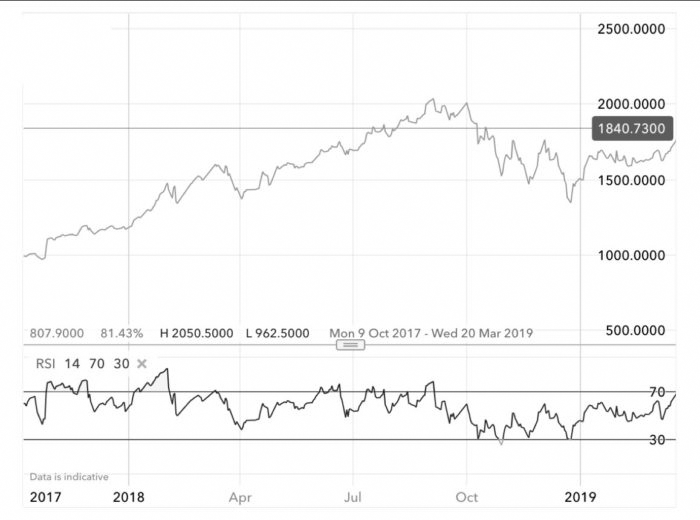 2500.0000
2000.0000
1840.7300
1500.0000
1000.0000
500.0000
807.9000 81.43% H 2050.5000 L 962.5000 Mon 9 Oct 2017 - Wed 20 Mar 2019
RSI 14 70 30 ×
70
30
Data is indicative
2017 2018 Apr Jul Oct 2019